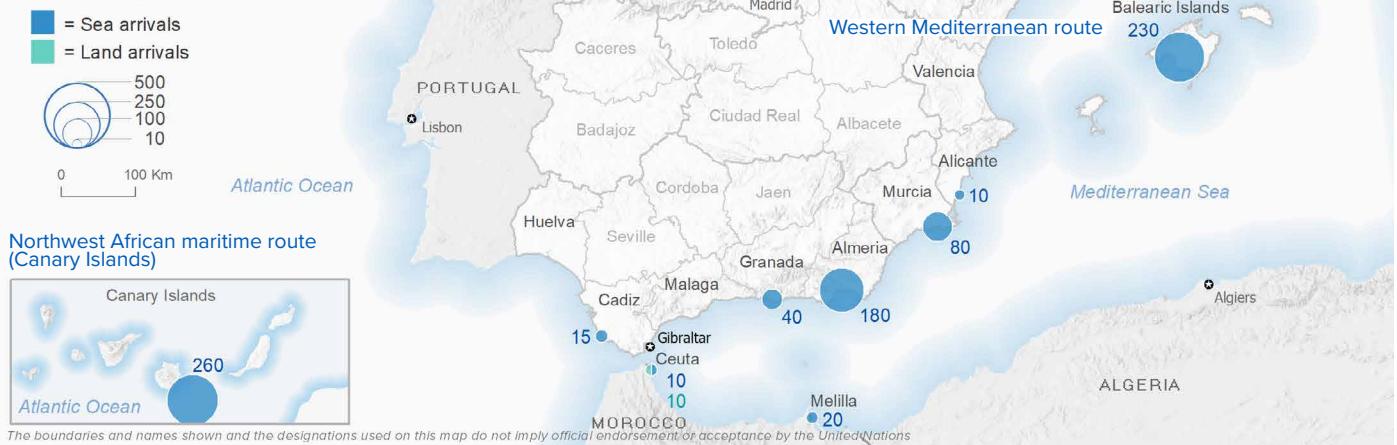 = Sea arrivals
= Land arrivals
500
250
100
10
0 100 Km
Northwest African maritime route
(Canary Islands)
Canary Islands
260
Atlantic Ocean
Madrid
Western Mediterranean route
Balearic Islands
230
Caceres
Toledo
Valencia
PORTUGAL
Lisbon
Badajoz
Ciudad Real
Albacete
Alicante
10
Atlantic Ocean
Cordoba
Jaen
Murcia
80
Mediterranean Sea
Huelva
Seville
Almeria
180
Granada
40
Malaga
Cadiz
15
Gibraltar
Ceuta
10
10
Algiers
ALGERIA
Melilla
20
MOROCCO
The boundaries and names shown and the designations used on this map do not imply official endorsement or acceptance by the United Nations